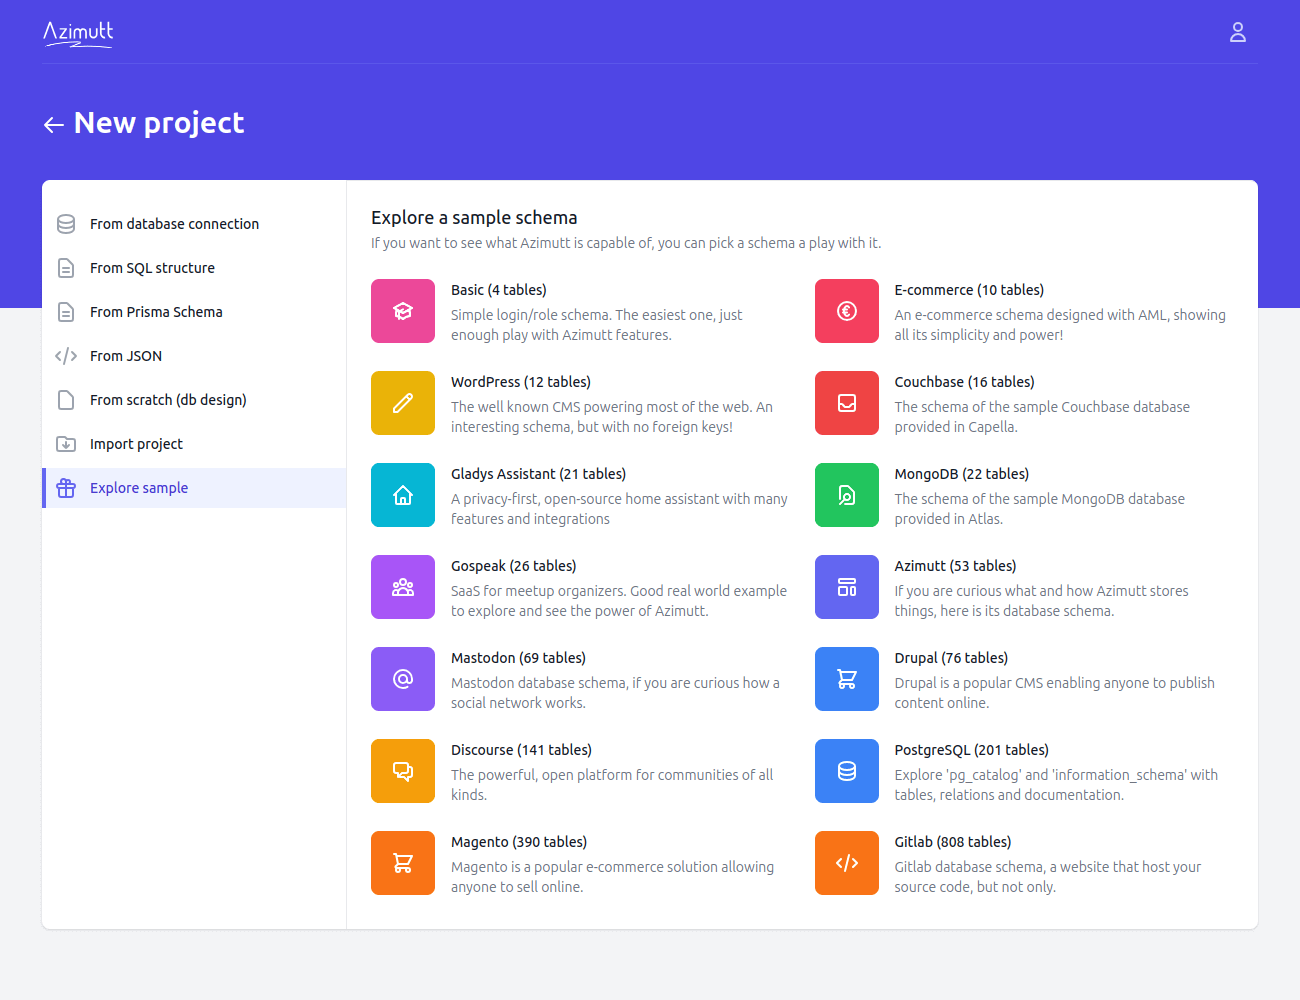 Azimutt
New project
From database connection
From SQL structure
From Prisma Schema
From JSON
From scratch (db design)
Import project
Explore sample
Explore a sample schema
If you want to see what Azimutt is capable of, you can pick a schema a play with it.
Basic (4 tables)
Simple login/role schema. The easiest one, just
enough play with Azimutt features.
E-commerce (10 tables)
An e-commerce schema designed with AML, showing
all its simplicity and power!
WordPress (12 tables)
The well known CMS powering most of the web. An
interesting schema, but with no foreign keys!
Couchbase (16 tables)
The schema of the sample Couchbase database
provided in Capella.
Gladys Assistant (21 tables)
A privacy-first, open-source home assistant with many
features and integrations
MongoDB (22 tables)
The schema of the sample MongoDB database
provided in Atlas.
Gospeak (26 tables)
SaaS for meetup organizers. Good real world example
to explore and see the power of Azimutt.
Azimutt (53 tables)
If you are curious what and how Azimutt stores
things, here is its database schema.
Mastodon (69 tables)
Mastodon database schema, if you are curious how a
social network works.
Drupal (76 tables)
Drupal is a popular CMS enabling anyone to publish
content online.
Discourse (141 tables)
The powerful, open platform for communities of all
kinds.
PostgreSQL (201 tables)
Explore 'pg_catalog' and 'information_schema' with
tables, relations and documentation.
Magento (390 tables)
Magento is a popular e-commerce solution allowing
anyone to sell online.
Gitlab (808 tables)
Gitlab database schema, a website that host your
source code, but not only.